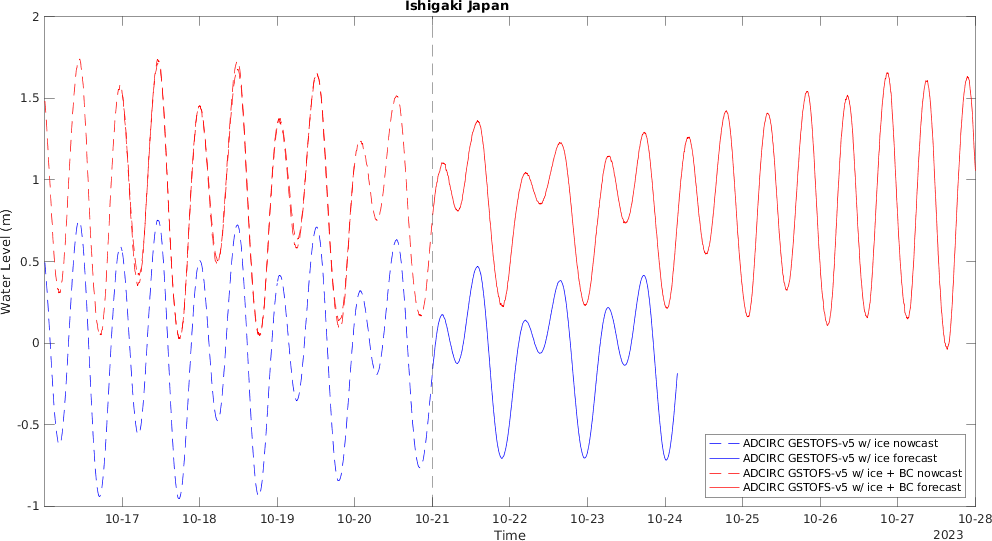 Ishigaki Japan
Water Level (m)
2
1.5
1
0.5
0
-0.5
-1
10-17 10-18 10-19 10-20 10-21 10-22 10-23 10-24 10-25 10-26 10-27 10-28
Time
2023
ADCIRC GESTOFS-v5 w/ ice nowcast
ADCIRC GESTOFS-v5 w/ ice forecast
ADCIRC GSTOFS-v5 w/ ice + BC nowcast
ADCIRC GSTOFS-v5 w/ ice + BC forecast